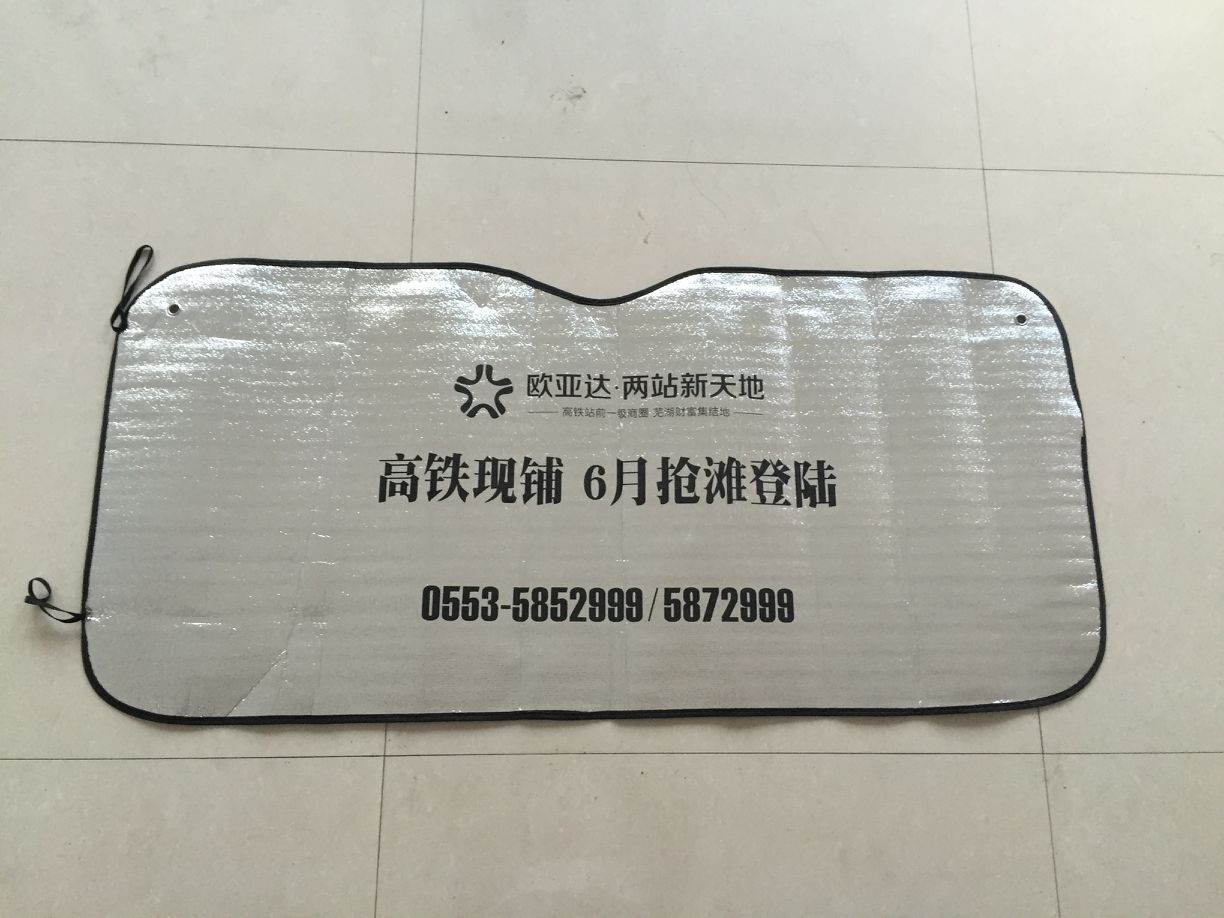 欧亚达·两站新天地
高铁站前一级商圈 芜湖财富集结地
高铁现铺 6月抢滩登陆
0553-5852999/5872999